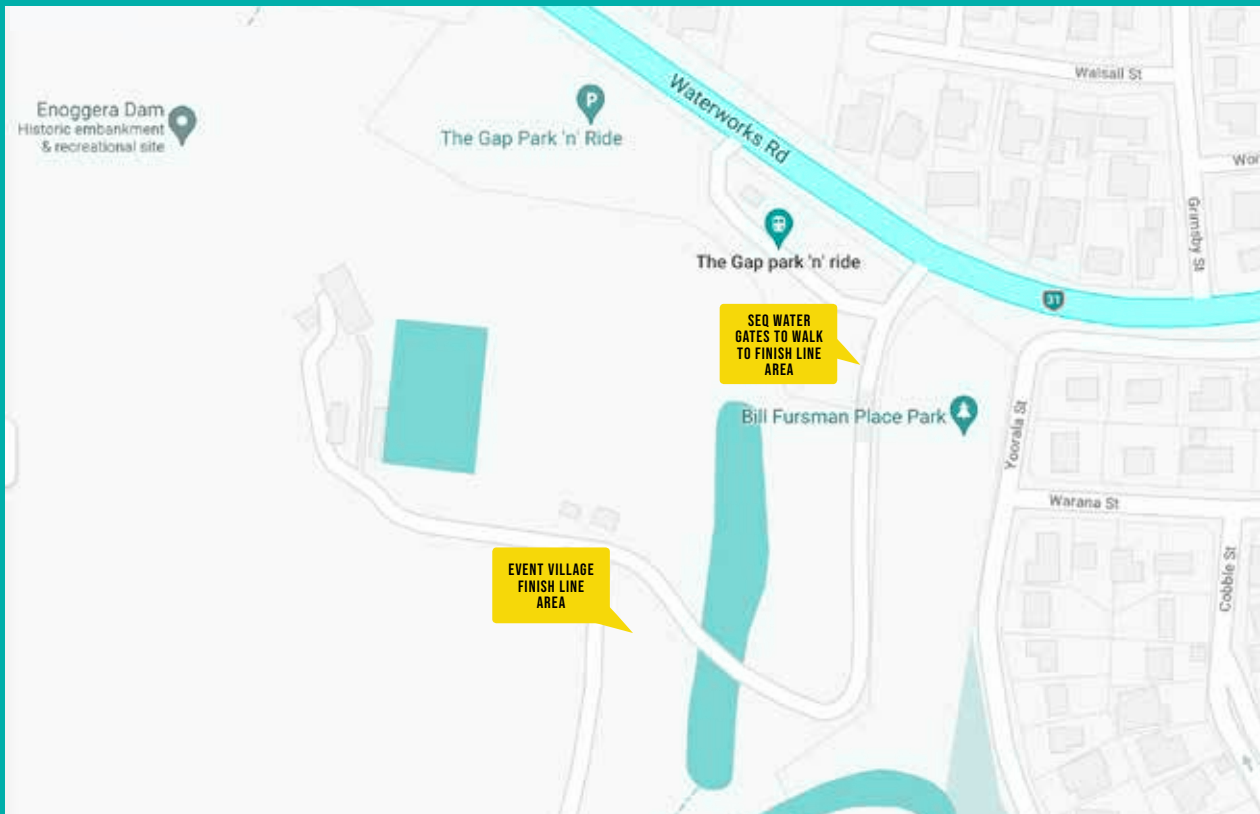 Walsall St
Waterworks Rd
Enoggera Dam
Historic embankment
& recreational site
P
The Gap Park 'n' Ride
Grimsby St
The Gap park 'n' ride
31
SEQ WATER
GATES TO WALK
TO FINISH LINE
AREA
Bill Fursman Place Park
Yoorala St
Warana St
Cobble St
EVENT VILLAGE
FINISH LINE
AREA